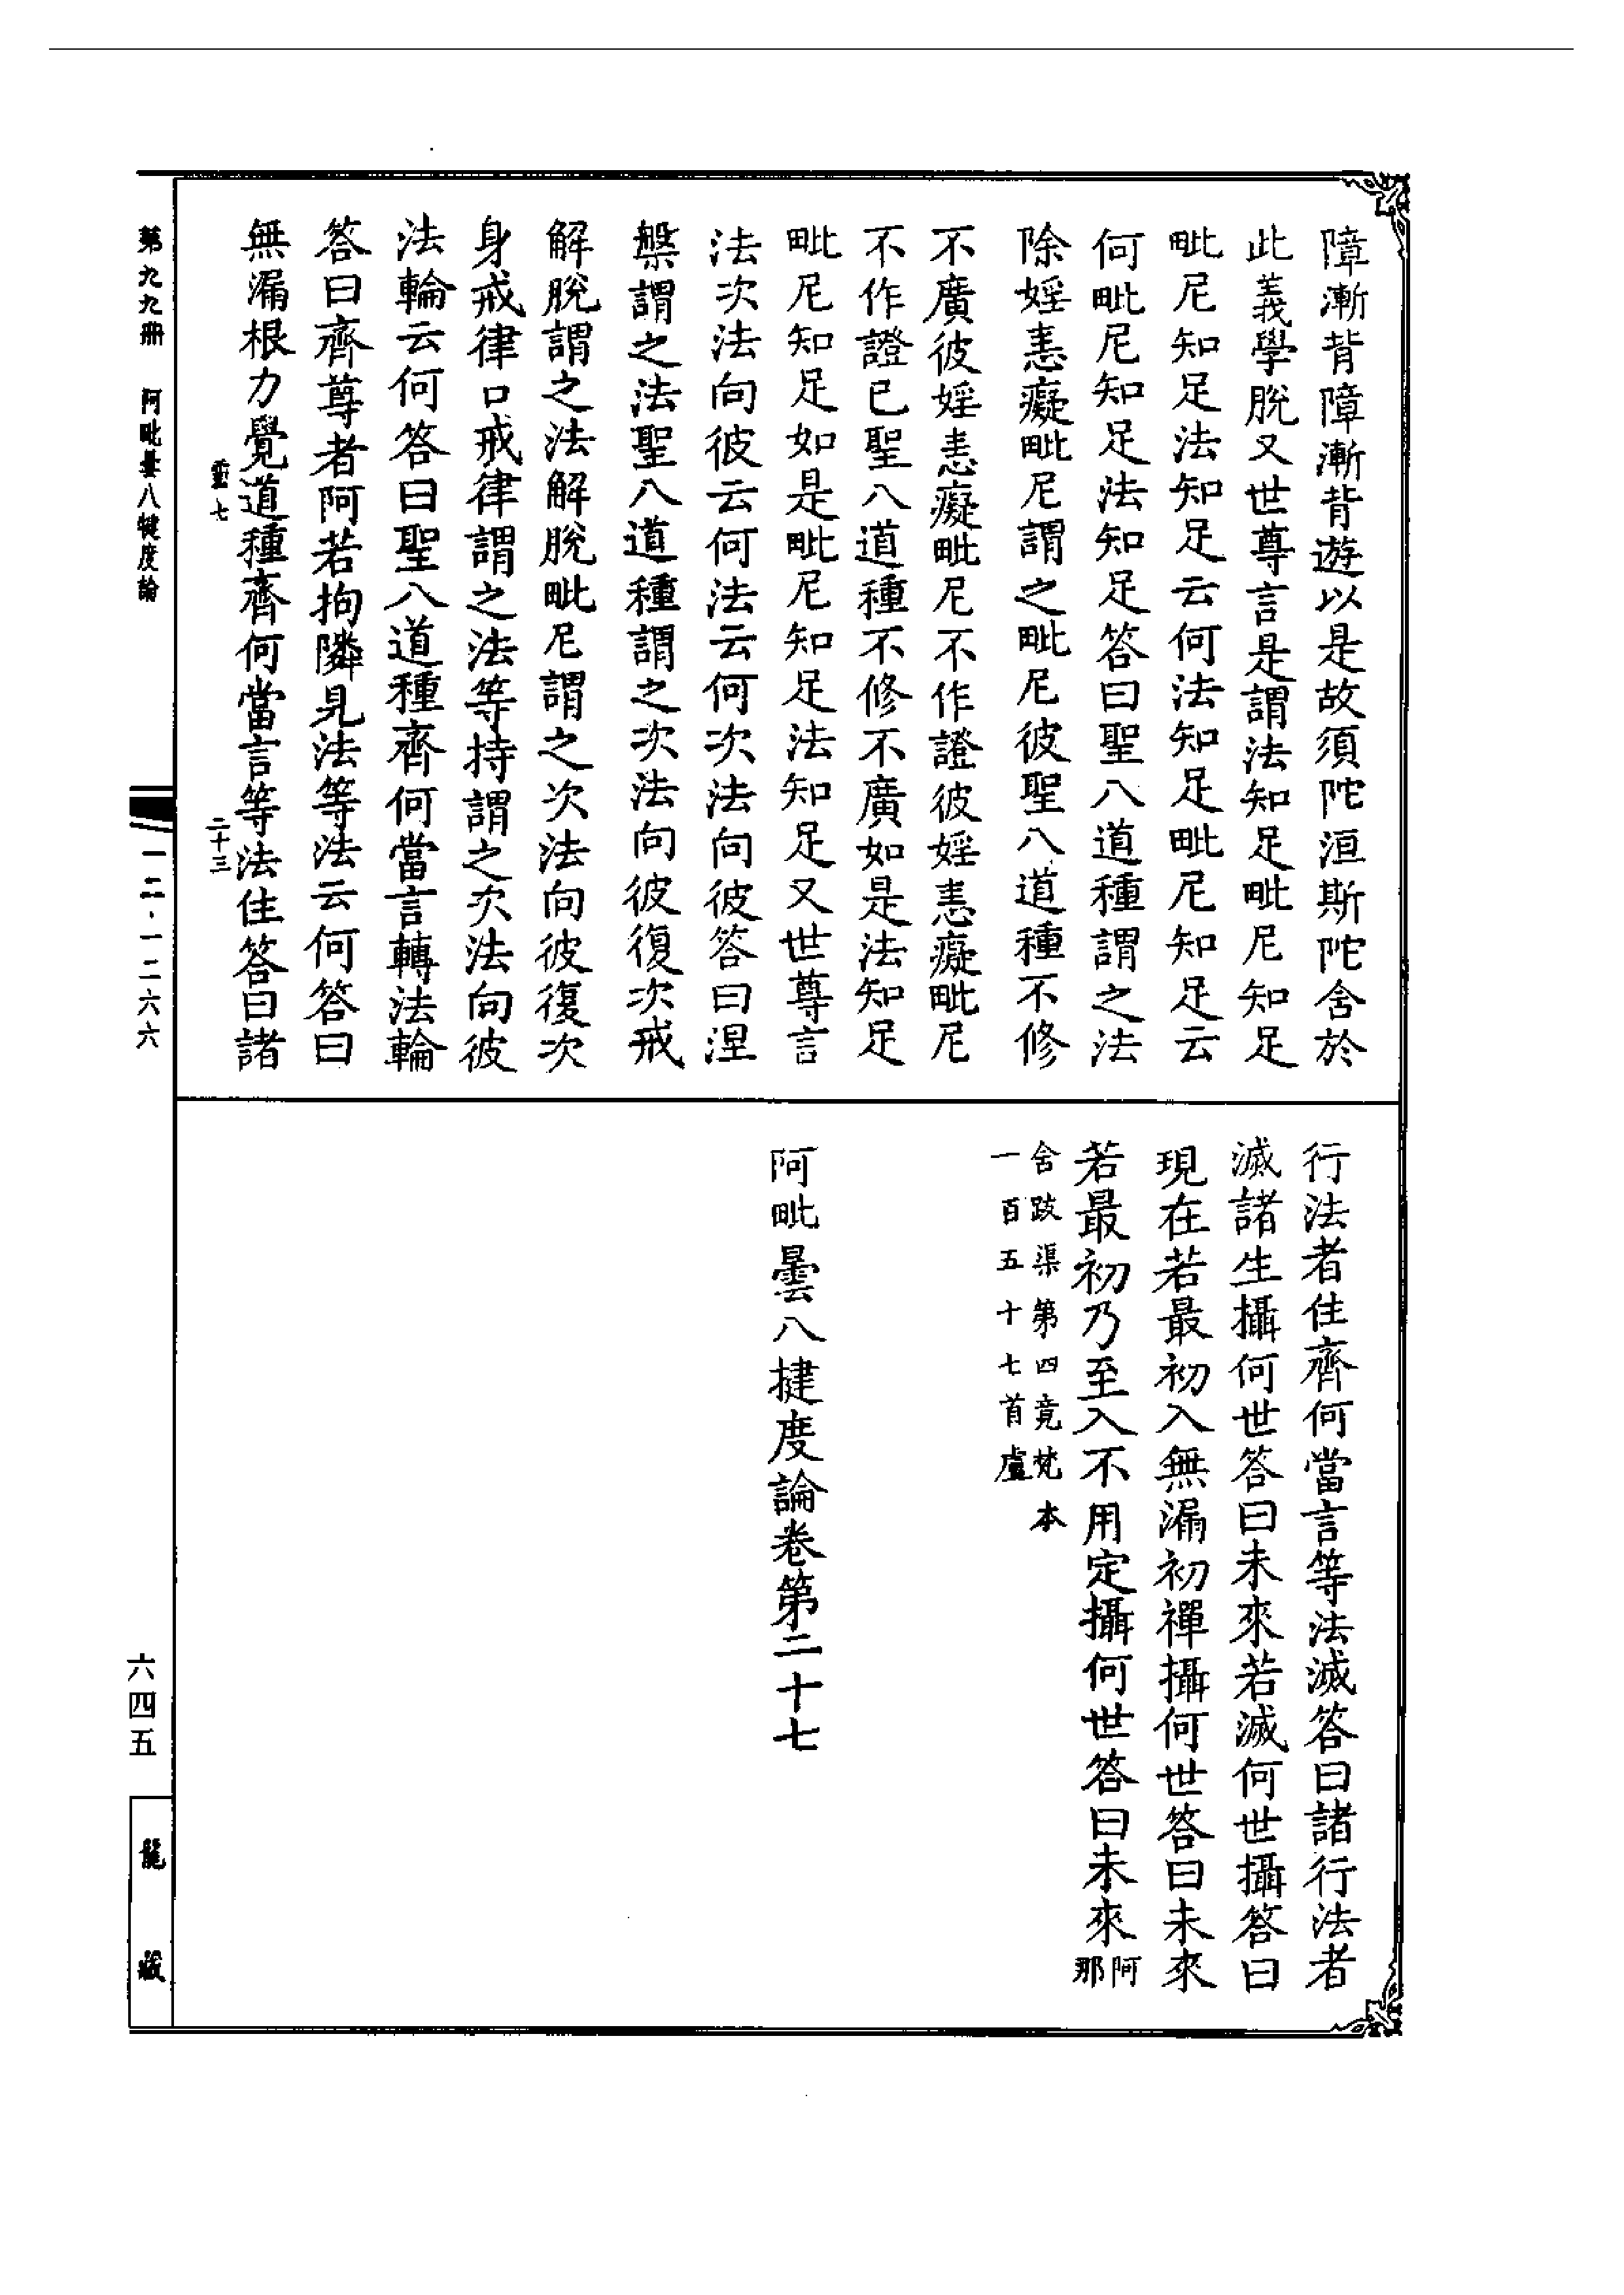 障漸背障漸背遊以是故須陀洹斯陀含於
此義學脫又世尊言是謂法知足毗尼知足
毗尼知足法知足云何法知足毗尼知足云
何毗尼知足法知足答曰聖八道種謂之法
除婬恚癡毗尼謂之毗尼彼聖八道種不修
不廣彼婬恚癡毗尼不作證彼婬恚癡毗尼
不作證已聖八道種不修不廣如是法知足
毗尼知足如是毗尼知足法知足又世尊言
法次法向彼云何法云何次法向彼答曰涅
槃謂之法聖八道種謂之次法向彼復次戒
解脫謂之法解脫毗尼謂之次法向彼復次
身戒律口戒律謂之法等持謂之次法向彼
法輪云何答曰聖八道種齊何當言轉法輪
答曰齊尊者阿若拘隣見法等法云何答曰
無漏根力覺道種齊何當言等法住答曰諸
行法者住齊何當言等法滅答曰諸行法者
滅諸生攝何世答曰未來若滅何世攝答曰
現在若最初入無漏初禪攝何世答曰未來
若最初乃至入不用定攝何世答曰未來阿那
舍跋渠第四竟梵本
一百五十七首盧
阿毗曇八揵度論卷第二十七
靈七
二十三
第九九冊 阿毗曇八犍度論
一二·一二六六
六四五
龍藏